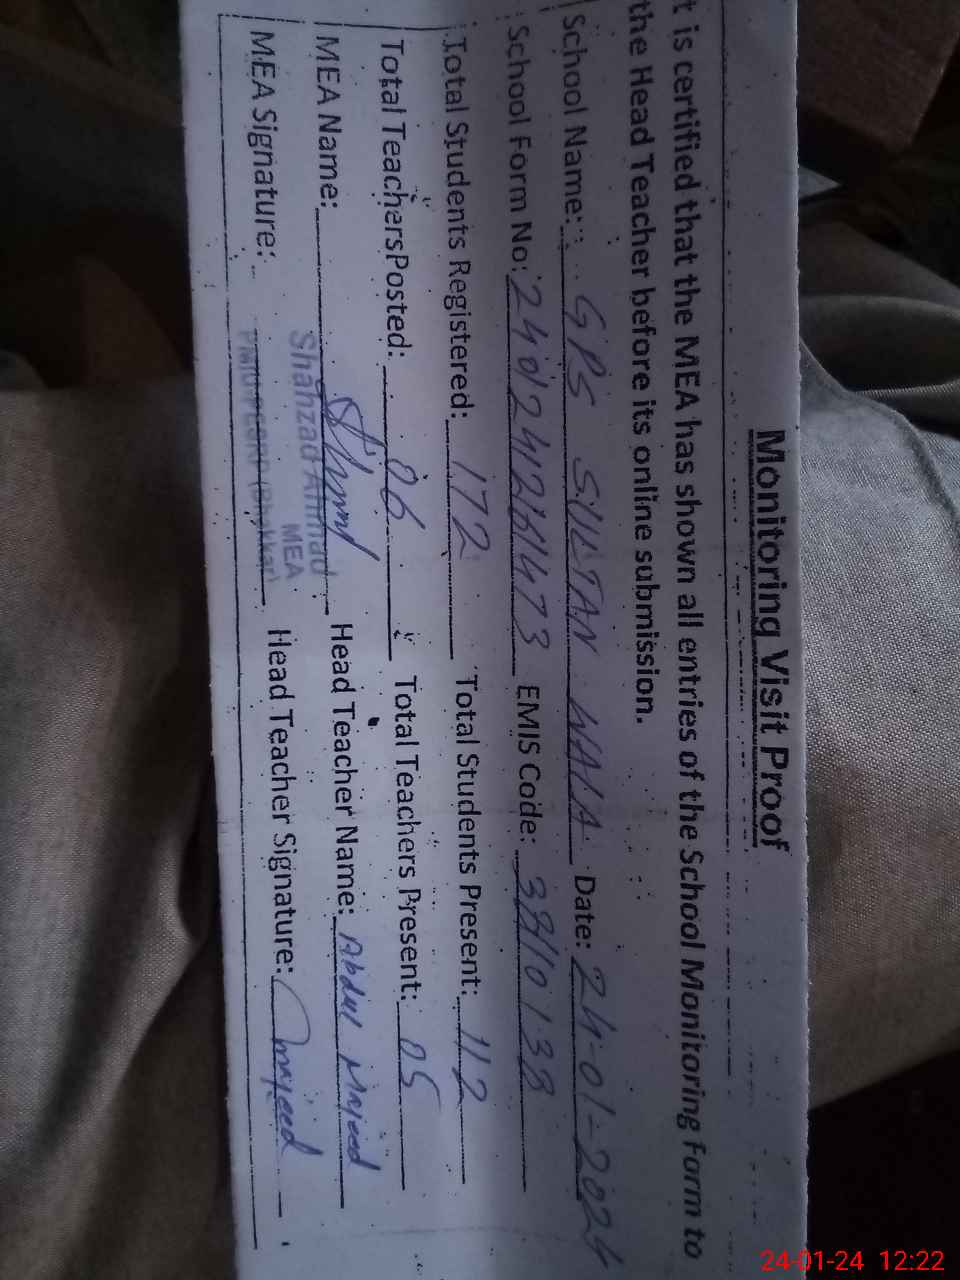 Monitoring Visit Proof
t is certified that the MEA has shown all entries of the School Monitoring Form to
the Head Teacher before its online submission.
School Name: GPS SULTAN WALA Date: 24-01-2024
School Form No: EMIS Code: 3810138
Total Students Registered: 172 Total Students Present: 112
Total TeachersPosted: 06 Total Teachers Present: 05
MEA Name: Head Teacher Name: Abdul Majeed
Shahzad Ahmad
MEA
MEA Signature: Head Teacher Signature: Majeed
(Bhakkar)
24-01-24 12:22